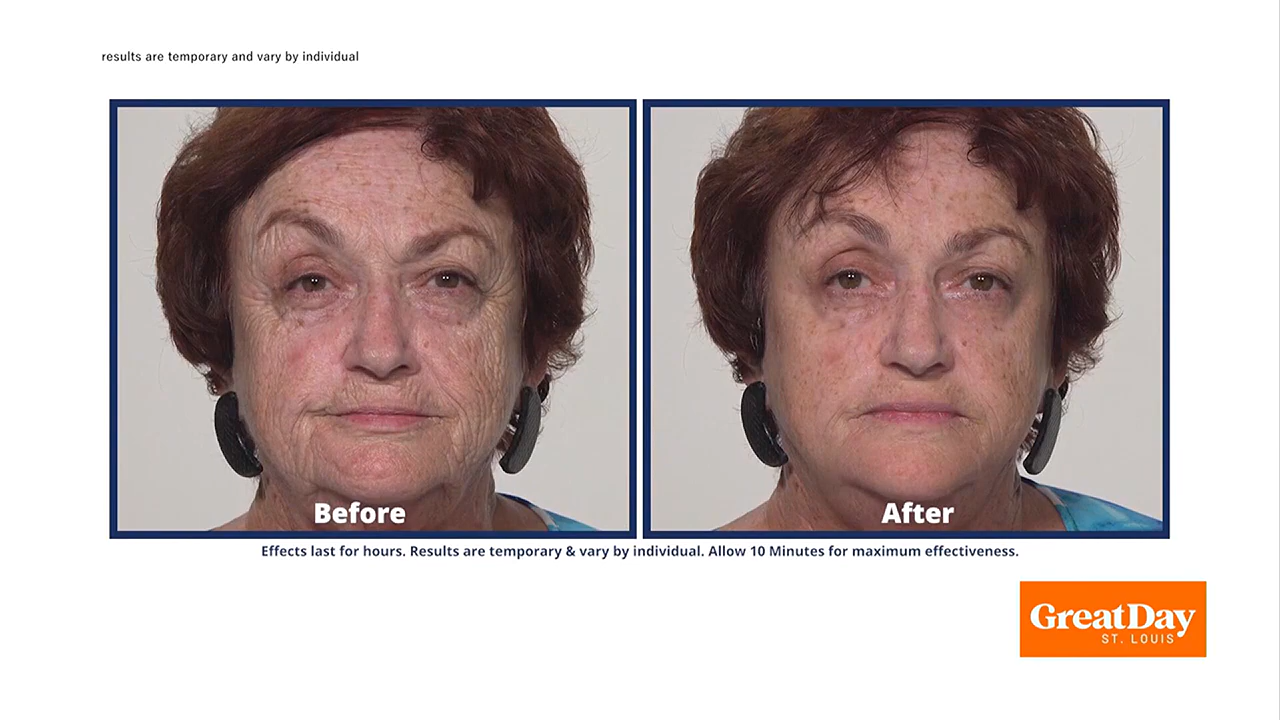 results are temporary and vary by individual
Before
After
Effects last for hours. Results are temporary & vary by individual. Allow 10 Minutes for maximum effectiveness.
GreatDay
ST. LOUIS